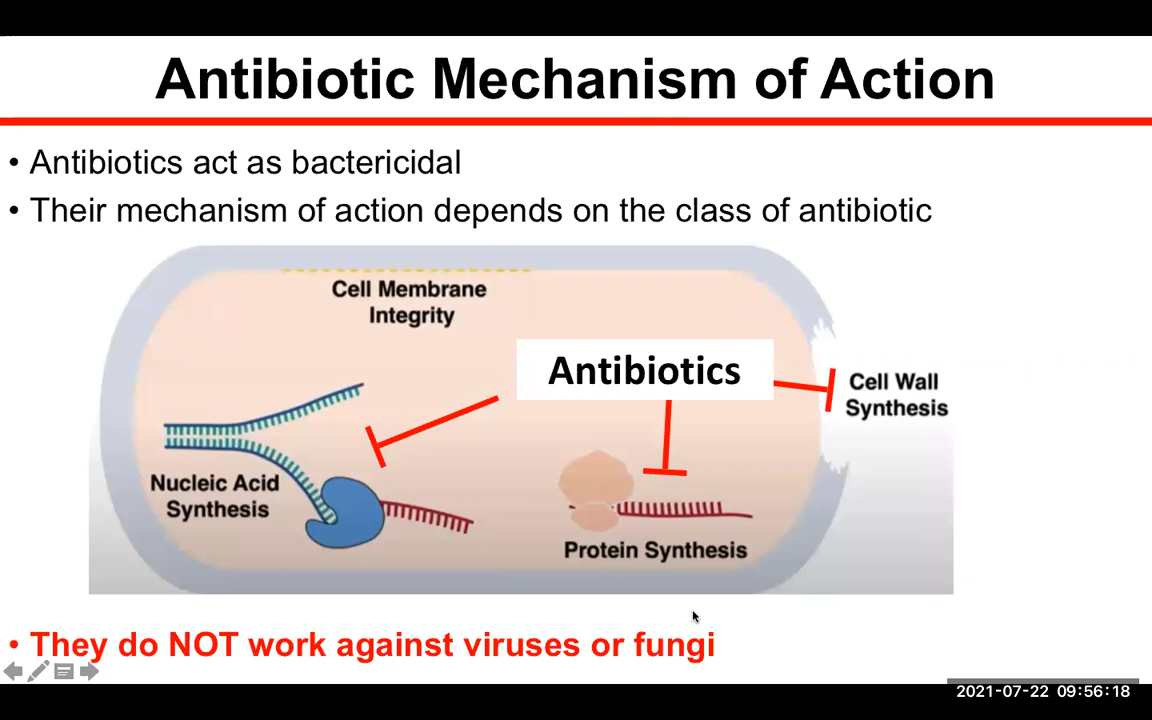 Antibiotic Mechanism of Action
• Antibiotics act as bactericidal
• Their mechanism of action depends on the class of antibiotic
Cell Membrane
Integrity
Antibiotics
Cell Wall
Synthesis
Nucleic Acid
Synthesis
Protein Synthesis
• They do NOT work against viruses or fungi
2021-07-22 09:56:18